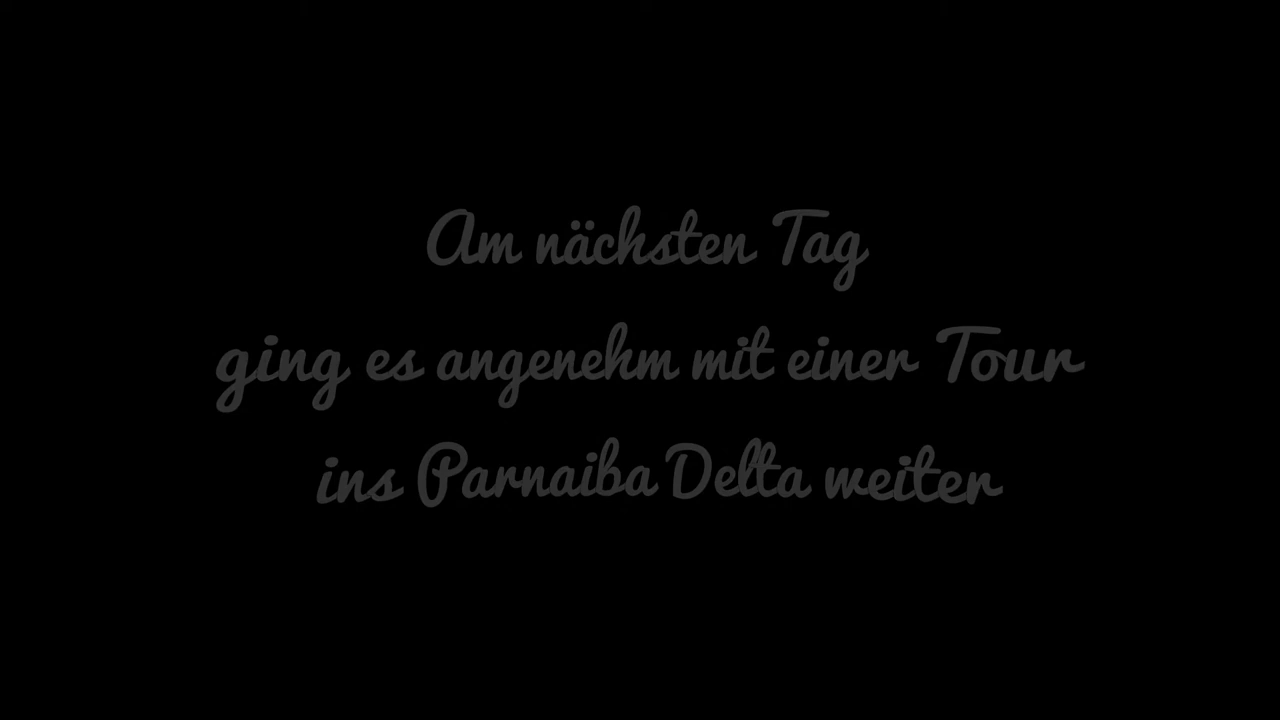 Am nächsten Tag
ging es angenehm mit einer Tour
ins Parnaiba Delta weiter